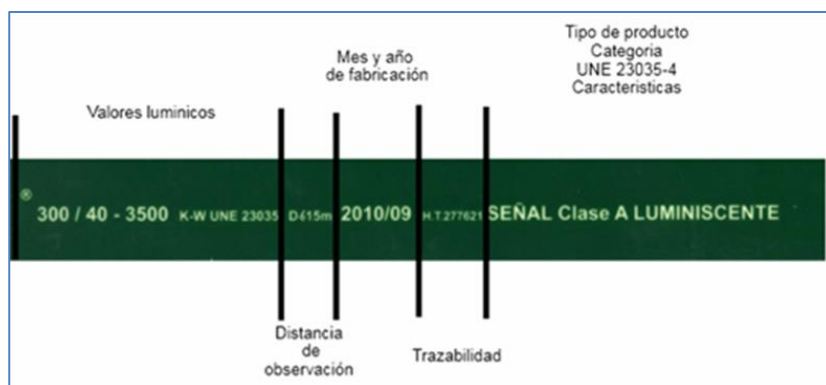 Tipo de producto
Categoria
UNE 23035-4
Caracteristicas
Mes y año
de fabricación
Valores luminicos
® 300 / 40 - 3500 K-W UNE 23035 D≤15m 2010/09 H.T.277621 SEÑAL Clase A LUMINISCENTE
Distancia
de
observación
Trazabilidad